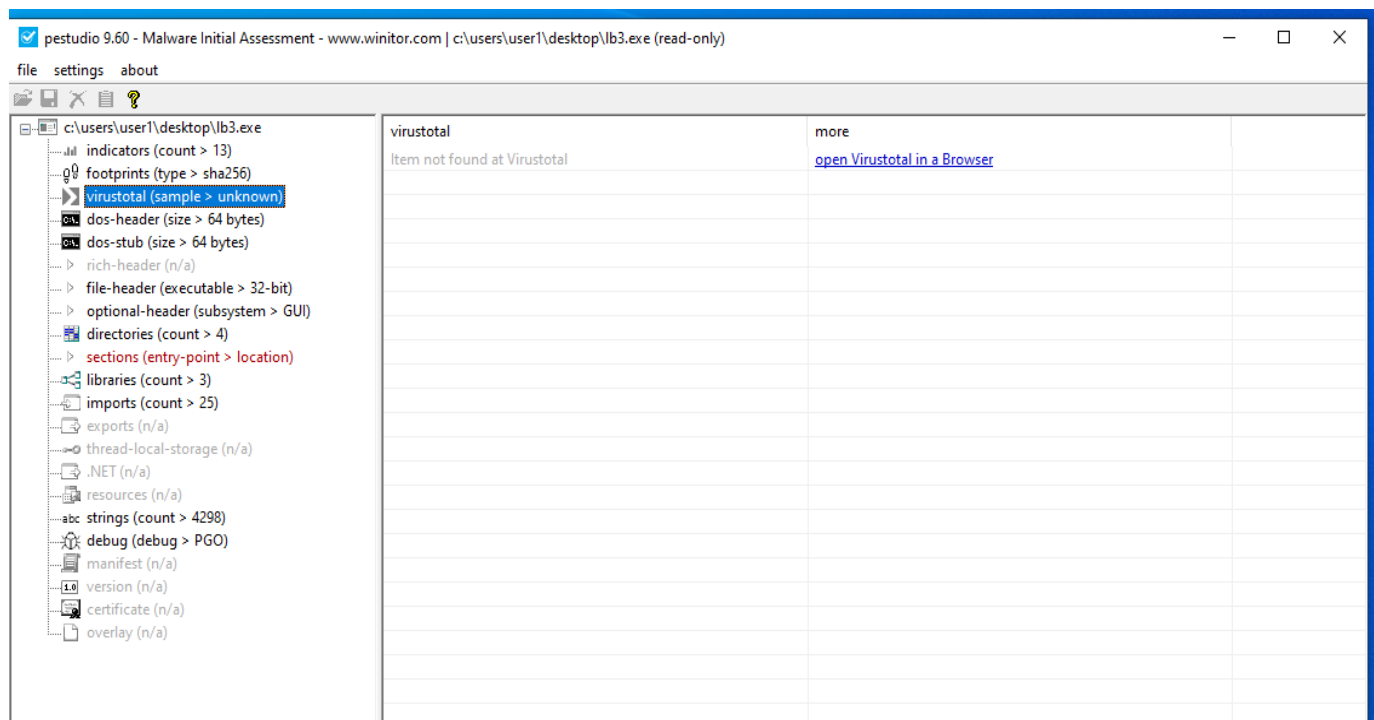 pestudio 9.60 - Malware Initial Assessment - www.winitor.com | c:\users\user1\desktop\lb3.exe (read-only)
file settings about
c:\users\user1\desktop\lb3.exe
indicators (count > 13)
footprints (type > sha256)
virustotal (sample > unknown)
dos-header (size > 64 bytes)
dos-stub (size > 64 bytes)
rich-header (n/a)
file-header (executable > 32-bit)
optional-header (subsystem > GUI)
directories (count > 4)
sections (entry-point > location)
libraries (count > 3)
imports (count > 25)
exports (n/a)
thread-local-storage (n/a)
.NET (n/a)
resources (n/a)
abc strings (count > 4298)
debug (debug > PGO)
manifest (n/a)
1.0 version (n/a)
certificate (n/a)
overlay (n/a)
virustotal more
Item not found at Virustotal open Virustotal in a Browser